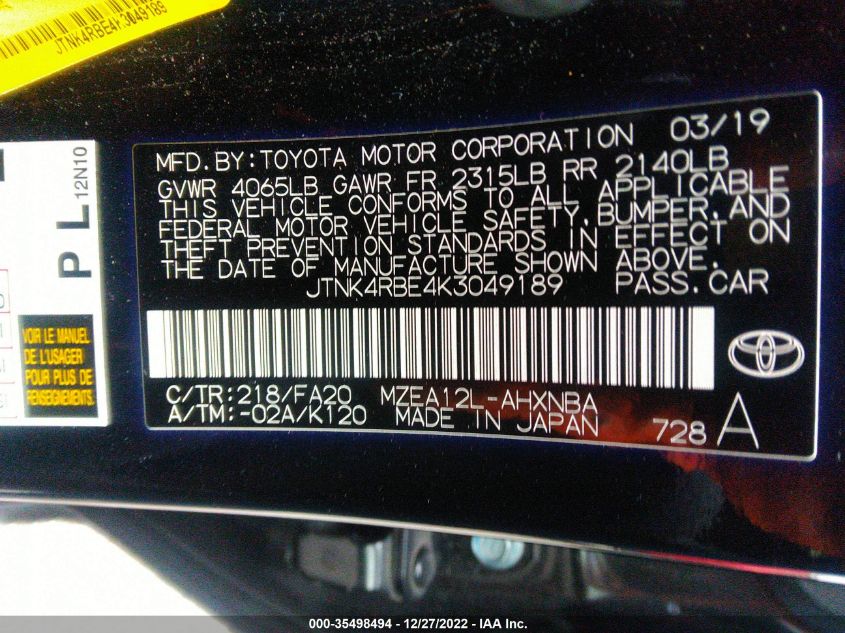 JTNK4RBE4K3049189
MFD. BY: TOYOTA MOTOR CORPORATION 03/19
GVWR 4065LB GAWR FR 2315LB RR 2140LB
THIS VEHICLE CONFORMS TO ALL APPLICABLE
FEDERAL MOTOR VEHICLE SAFETY, BUMPER, AND
THEFT PREVENTION STANDARDS IN EFFECT ON
THE DATE OF MANUFACTURE SHOWN ABOVE.
JTNK4RBE4K3049189 PASS. CAR
C/TR: 218/FA20 MZEA12L-AHXNBA
A/TM: -02A/K120 MADE IN JAPAN 728 A
PL 12N10
VOIR LE MANUEL
DE L'USAGER
POUR PLUS DE
RENSEIGNEMENTS.
000-35498494 - 12/27/2022 - IAA Inc.